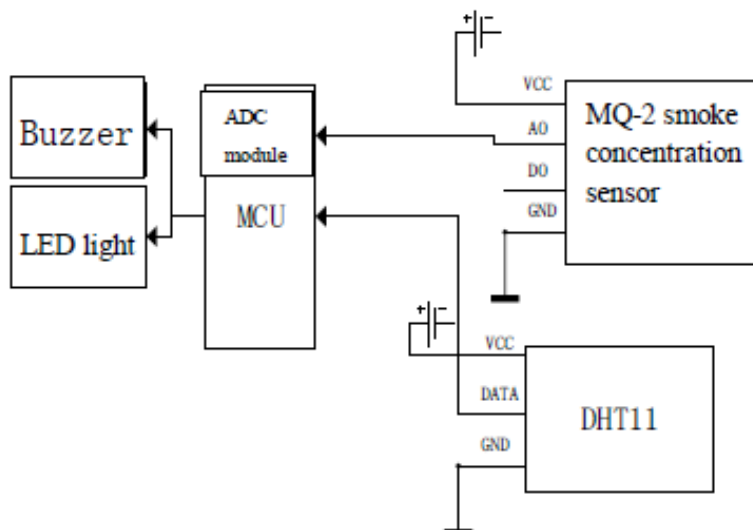 + -
VCC
MQ-2 smoke
concentration
sensor
AO
DO
GND
Buzzer
LED light
ADC
module
MCU
+ -
VCC
DATA
GND
DHT11